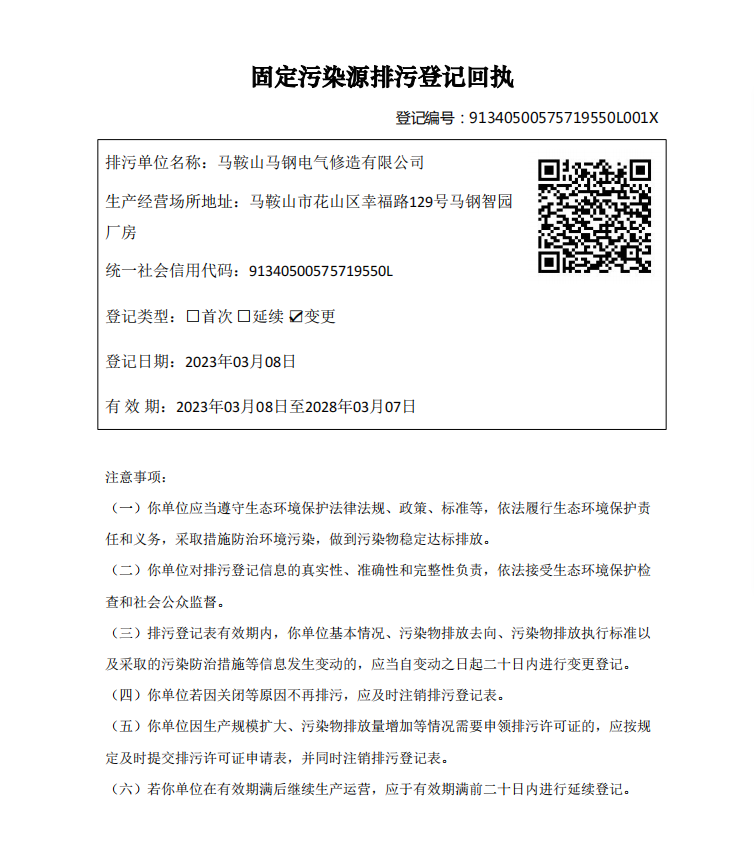 固定污染源排污登记回执
登记编号：91340500575719550L001X
排污单位名称：马鞍山马钢电气修造有限公司
生产经营场所地址：马鞍山市花山区幸福路129号马钢智园
厂房
统一社会信用代码：91340500575719550L
登记类型：☐首次 ☐延续 ☑变更
登记日期：2023年03月08日
有 效 期：2023年03月08日至2028年03月07日
注意事项：
（一）你单位应当遵守生态环境保护法律法规、政策、标准等，依法履行生态环境保护责
任和义务，采取措施防治环境污染，做到污染物稳定达标排放。
（二）你单位对排污登记信息的真实性、准确性和完整性负责，依法接受生态环境保护检
查和社会公众监督。
（三）排污登记表有效期内，你单位基本情况、污染物排放去向、污染物排放执行标准以
及采取的污染防治措施等信息发生变动的，应当自变动之日起二十日内进行变更登记。
（四）你单位若因关闭等原因不再排污，应及时注销排污登记表。
（五）你单位因生产规模扩大、污染物排放量增加等情况需要申领排污许可证的，应按规
定及时提交排污许可证申请表，并同时注销排污登记表。
（六）若你单位在有效期满后继续生产运营，应于有效期满前二十日内进行延续登记。